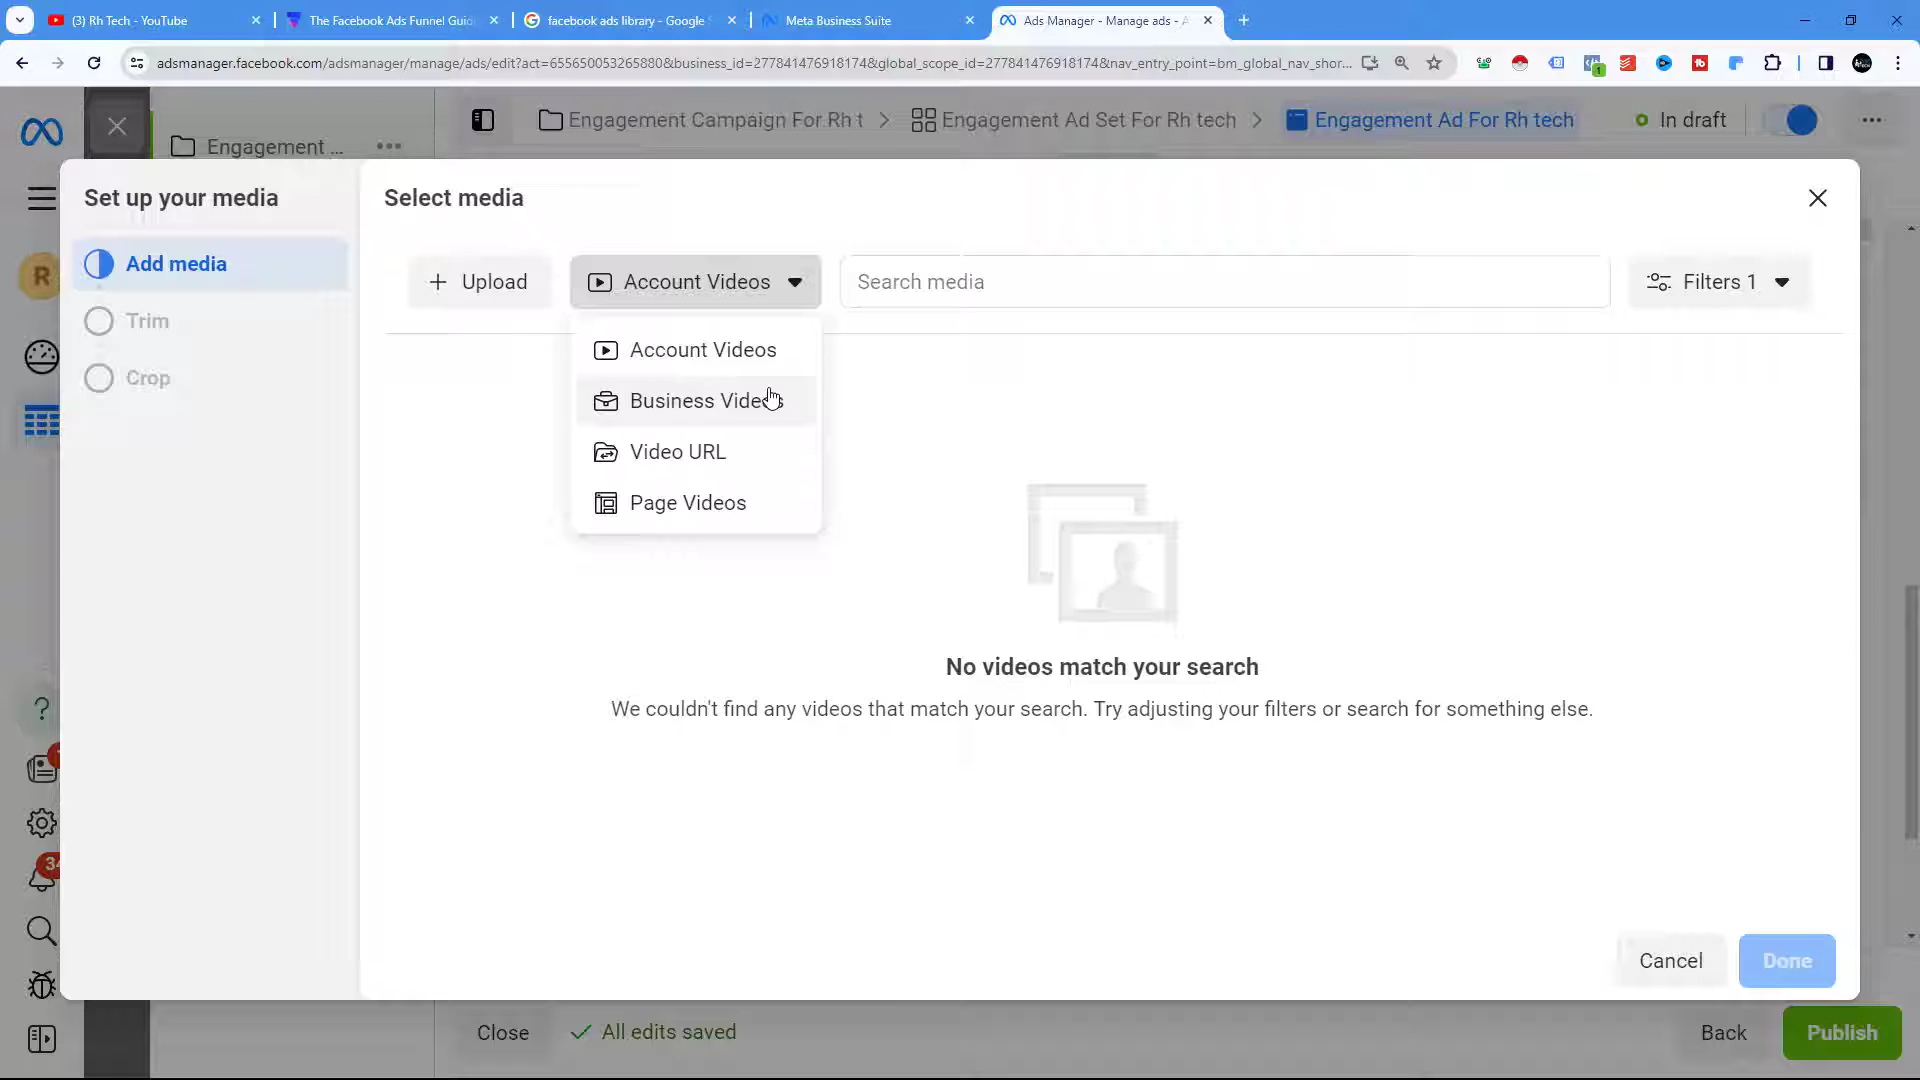 (3) Rh Tech - YouTube
The Facebook Ads Funnel Guid
facebook ads library - Google S
Meta Business Suite
Ads Manager - Manage ads - A
adsmanager.facebook.com/adsmanager/manage/ads/edit?act=655650053265880&business_id=277841476918174&global_scope_id=277841476918174&nav_entry_point=bm_global_nav_shor...
Engagement ...
Engagement Campaign For Rh t
Engagement Ad Set For Rh tech
Engagement Ad For Rh tech
In draft
R
Set up your media
Add media
Trim
Crop
Select media
Upload
Account Videos
Search media
Filters 1
Account Videos
Business Videos
Video URL
Page Videos
No videos match your search
We couldn't find any videos that match your search. Try adjusting your filters or search for something else.
Cancel
Done
Close
All edits saved
Back
Publish